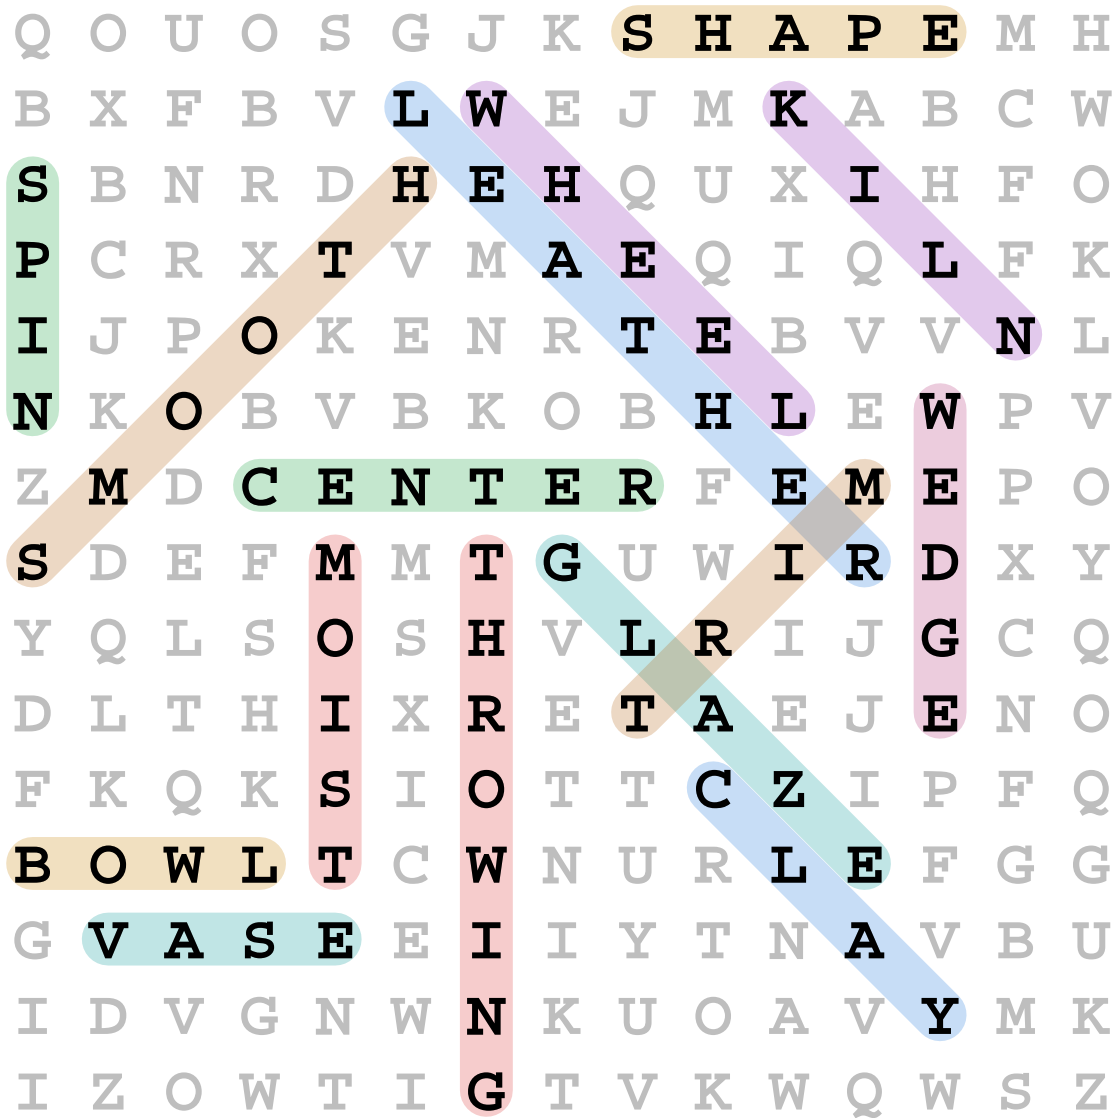 Q O U O S G J K S H A P E M H
B X F B V L W E J M K A B C W
S B N R D H E H Q U X I H F O
P C R X T V M A E Q I Q L F K
I J P O K E N R T E B V V N L
N K O B V B K O B H L E W P V
Z M D C E N T E R F E M E P O
S D E F M M T G U W I R D X Y
Y Q L S O S H V L R I J G C Q
D L T H I X R E T A E J E N O
F K Q K S I O T T C Z I P F Q
B O W L T C W N U R L E F G G
G V A S E E I I Y T N A V B U
I D V G N W N K U O A V Y M K
I Z O W T I G T V K W Q W S Z